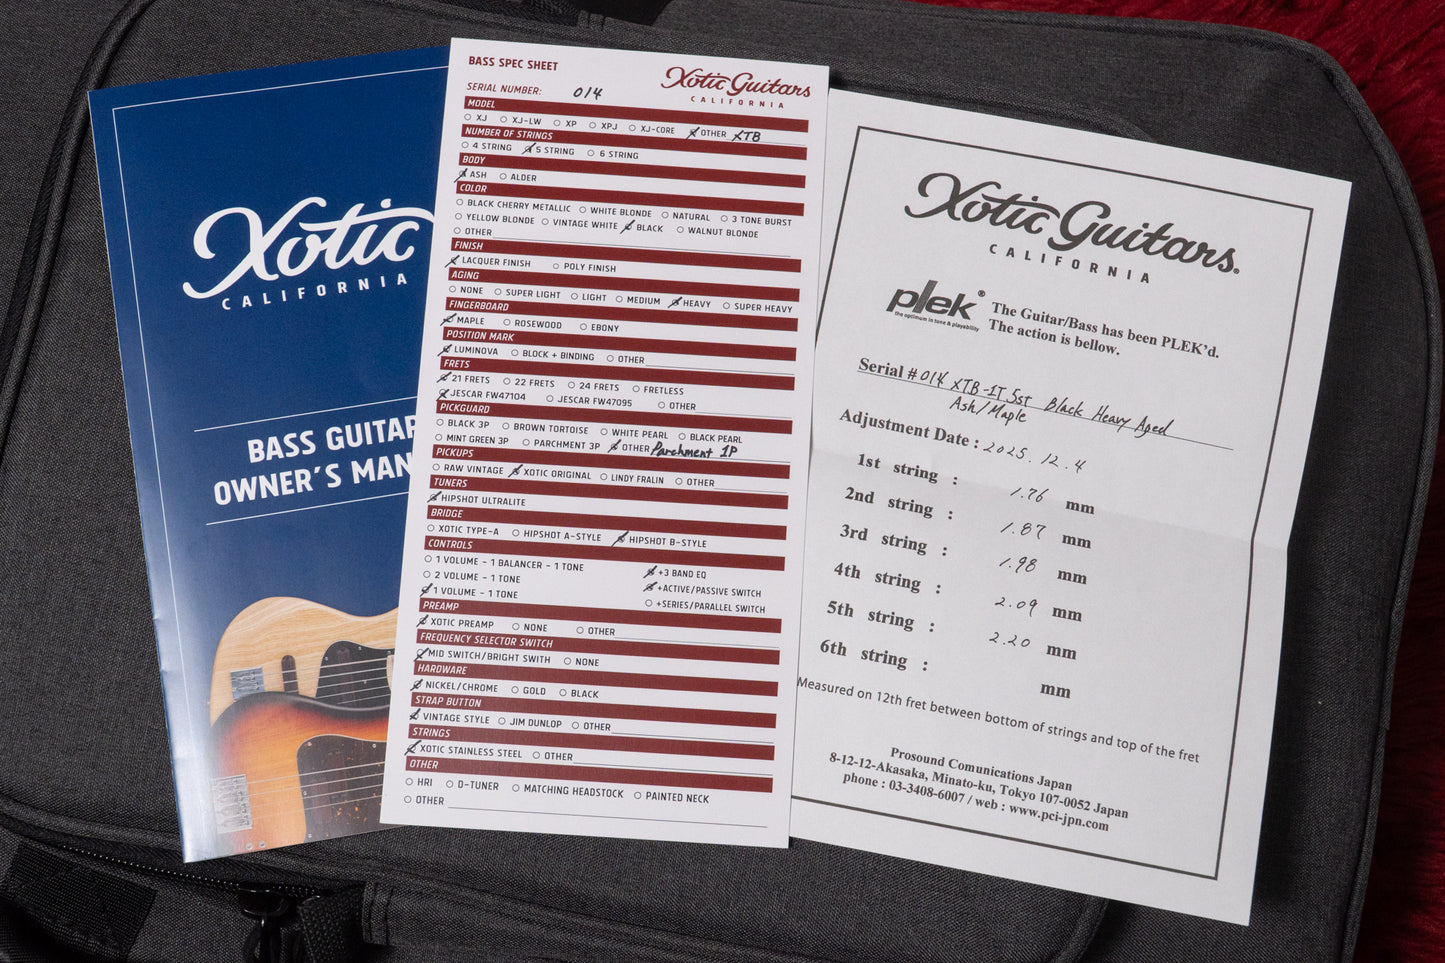 Xotic
CALIFORNIA
BASS GUITAR
OWNER'S MAN
BASS SPEC SHEET
Xotic Guitars
CALIFORNIA
SERIAL NUMBER: 014
MODEL
XJ XJ-LW XP XPJ XJ-CORE OTHER XTB
NUMBER OF STRINGS
4 STRING 5 STRING 6 STRING
BODY
ASH ALDER
COLOR
BLACK CHERRY METALLIC WHITE BLONDE NATURAL 3 TONE BURST
YELLOW BLONDE VINTAGE WHITE BLACK WALNUT BLONDE
OTHER
FINISH
LACQUER FINISH POLY FINISH
AGING
NONE SUPER LIGHT LIGHT MEDIUM HEAVY SUPER HEAVY
FINGERBOARD
MAPLE ROSEWOOD EBONY
POSITION MARK
LUMINOVA BLOCK + BINDING OTHER
FRETS
21 FRETS 22 FRETS 24 FRETS FRETLESS
JESCAR FW47104 JESCAR FW47095 OTHER
PICKGUARD
BLACK 3P BROWN TORTOISE WHITE PEARL BLACK PEARL
MINT GREEN 3P PARCHMENT 3P OTHER Parchment 1P
PICKUPS
RAW VINTAGE XOTIC ORIGINAL LINDY FRALIN OTHER
TUNERS
HIPSHOT ULTRALITE
BRIDGE
XOTIC TYPE-A HIPSHOT A-STYLE HIPSHOT B-STYLE
CONTROLS
1 VOLUME - 1 BALANCER - 1 TONE +3 BAND EQ
2 VOLUME - 1 TONE +ACTIVE/PASSIVE SWITCH
1 VOLUME - 1 TONE +SERIES/PARALLEL SWITCH
PREAMP
XOTIC PREAMP NONE OTHER
FREQUENCY SELECTOR SWITCH
MID SWITCH/BRIGHT SWITH NONE
HARDWARE
NICKEL/CHROME GOLD BLACK
STRAP BUTTON
VINTAGE STYLE JIM DUNLOP OTHER
STRINGS
XOTIC STAINLESS STEEL OTHER
OTHER
HRI D-TUNER MATCHING HEADSTOCK PAINTED NECK
OTHER
Xotic Guitars.
CALIFORNIA
plek®
the optimum in tone & playability
The Guitar/Bass has been PLEK'd.
The action is bellow.
Serial #014 XTB-1T 5st Black Heavy Aged
Ash/Maple
Adjustment Date : 2025.12.4
1st string : 1.76 mm
2nd string : 1.87 mm
3rd string : 1.98 mm
4th string : 2.09 mm
5th string : 2.20 mm
6th string : mm
Measured on 12th fret between bottom of strings and top of the fret
Prosound Comunications Japan
8-12-12-Akasaka, Minato-ku, Tokyo 107-0052 Japan
phone : 03-3408-6007 / web : www.pci-jpn.com